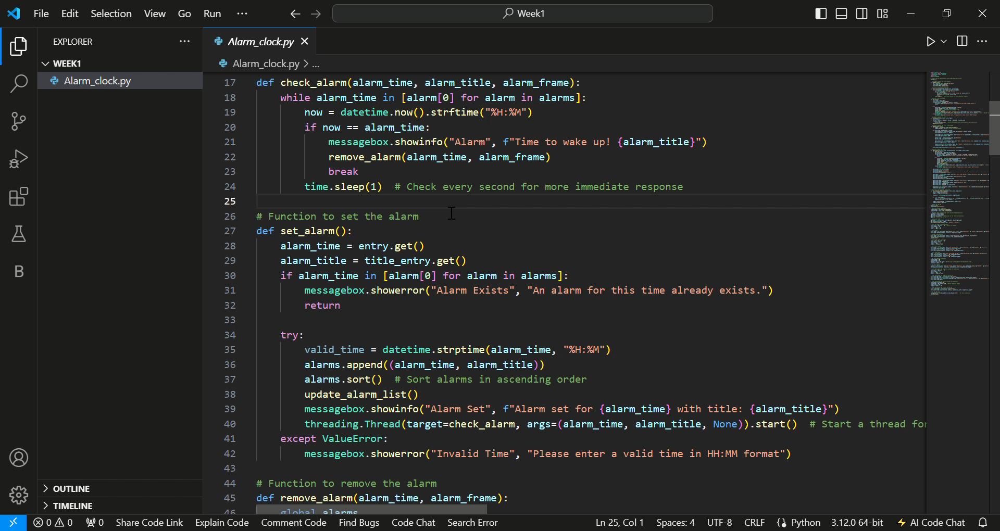 File Edit Selection View Go Run ···
Week1
EXPLORER ···
Alarm_clock.py
WEEK1
Alarm_clock.py > ...
Alarm_clock.py
17 def check_alarm(alarm_time, alarm_title, alarm_frame):
18 while alarm_time in [alarm[0] for alarm in alarms]:
19 now = datetime.now().strftime("%H:%M")
20 if now == alarm_time:
21 messagebox.showinfo("Alarm", f"Time to wake up! {alarm_title}")
22 remove_alarm(alarm_time, alarm_frame)
23 break
24 time.sleep(1) # Check every second for more immediate response
25
26 # Function to set the alarm
27 def set_alarm():
28 alarm_time = entry.get()
29 alarm_title = title_entry.get()
30 if alarm_time in [alarm[0] for alarm in alarms]:
31 messagebox.showerror("Alarm Exists", "An alarm for this time already exists.")
32 return
33
34 try:
35 valid_time = datetime.strptime(alarm_time, "%H:%M")
36 alarms.append((alarm_time, alarm_title))
37 alarms.sort() # Sort alarms in ascending order
38 update_alarm_list()
39 messagebox.showinfo("Alarm Set", f"Alarm set for {alarm_time} with title: {alarm_title}")
40 threading.Thread(target=check_alarm, args=(alarm_time, alarm_title, None)).start() # Start a thread for
41 except ValueError:
42 messagebox.showerror("Invalid Time", "Please enter a valid time in HH:MM format")
43
44 # Function to remove the alarm
45 def remove_alarm(alarm_time, alarm_frame):
46 global alarms
B
OUTLINE
TIMELINE
0 0 0 Share Code Link Explain Code Comment Code Find Bugs Code Chat Search Error Ln 25, Col 1 Spaces: 4 UTF-8 CRLF Python 3.12.0 64-bit AI Code Chat